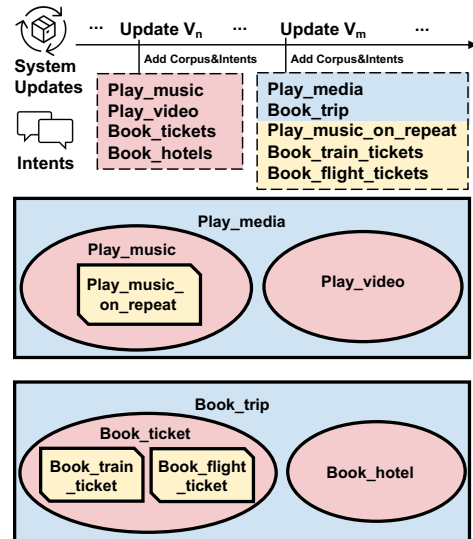 ... Update Vn ... Update Vm ...
Add Corpus&Intents Add Corpus&Intents
System
Updates
Intents
Play_music
Play_video
Book_tickets
Book_hotels
Play_media
Book_trip
Play_music_on_repeat
Book_train_tickets
Book_flight_tickets
Play_media
Play_music
Play_music_
on_repeat
Play_video
Book_trip
Book_ticket
Book_train
_ticket
Book_flight
_ticket
Book_hotel